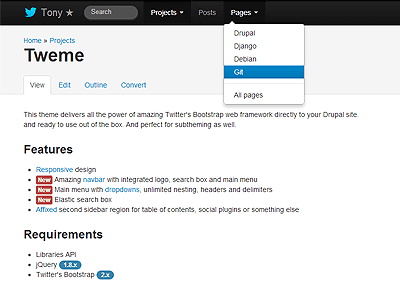 Tony ★ Search Projects Posts Pages
Drupal
Django
Debian
Git
All pages
Home » Projects
Tweme
View Edit Outline Convert
This theme delivers all the power of amazing Twitter's Bootstrap web framework directly to your Drupal site
and ready to use out of the box. And perfect for subtheming as well.
Features
Responsive design
New Amazing navbar with integrated logo, search box and main menu
New Main menu with dropdowns, unlimited nesting, headers and delimiters
New Elastic search box
Affixed second sidebar region for table of contents, social plugins or something else
Requirements
Libraries API
jQuery 1.8.x
Twitter's Bootstrap 2.x